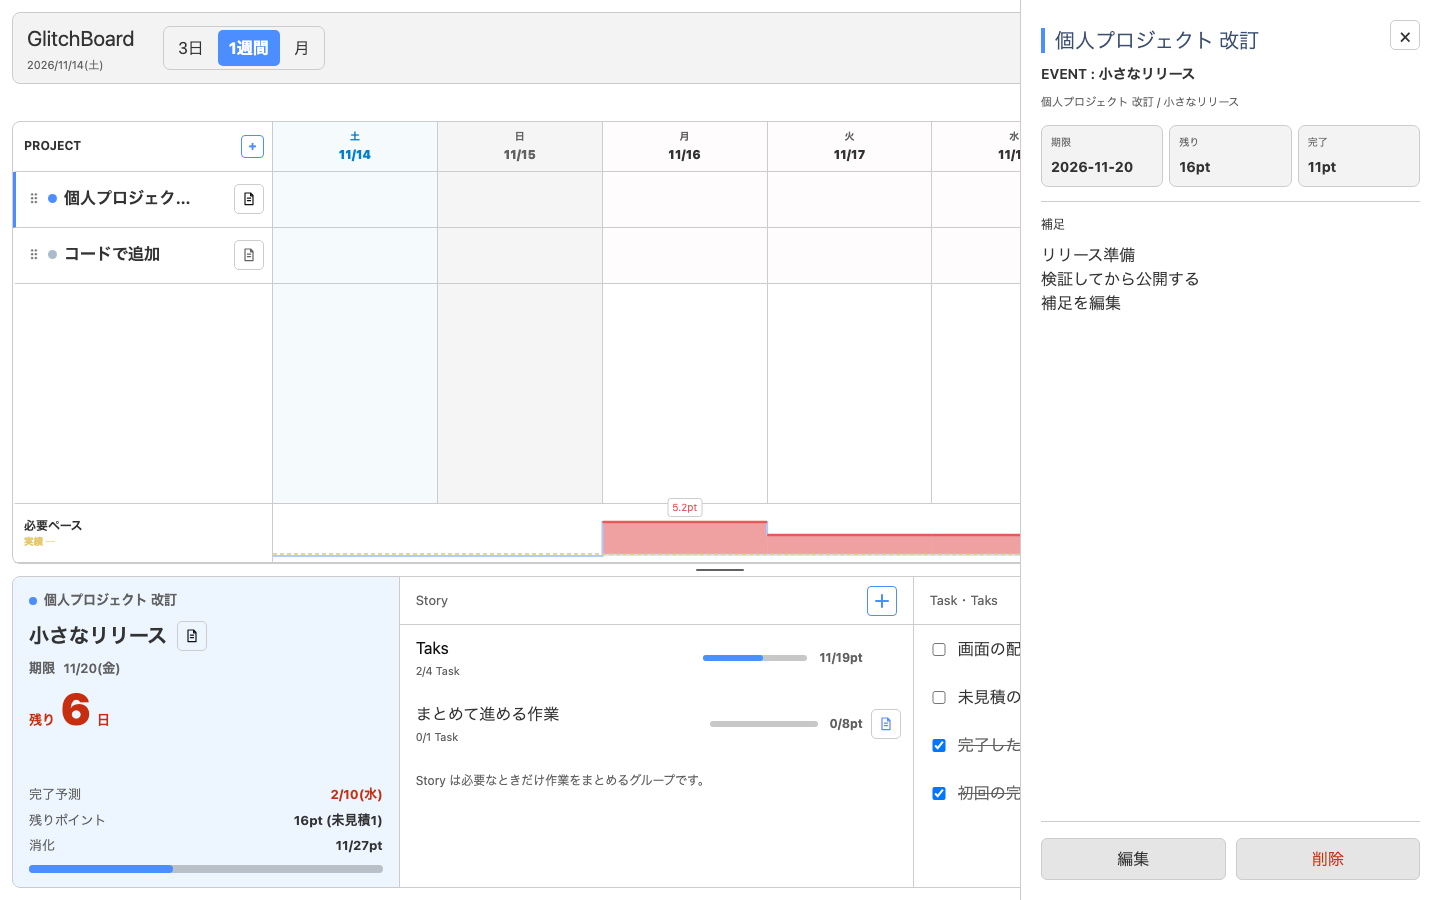 GlitchBoard
2026/11/14(土)
3日 1週間 月
PROJECT
土 11/14
日 11/15
月 11/16
火 11/17
水 11/1
個人プロジェク...
コードで追加
必要ペース
実績 —
5.2pt
個人プロジェクト 改訂
小さなリリース
期限 11/20(金)
残り 6 日
完了予測 2/10(水)
残りポイント 16pt (未見積1)
消化 11/27pt
Story
Taks
2/4 Task
11/19pt
まとめて進める作業
0/1 Task
0/8pt
Story は必要なときだけ作業をまとめるグループです。
Task・Taks
画面の配
未見積の
完了した
初回の完
個人プロジェクト 改訂
EVENT : 小さなリリース
個人プロジェクト 改訂 / 小さなリリース
期限
2026-11-20
残り
16pt
完了
11pt
補足
リリース準備
検証してから公開する
補足を編集
編集
削除